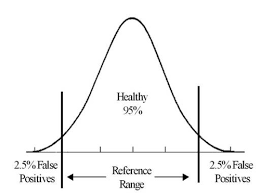 Healthy
95%
2.5% False
Positives
Reference
Range
2.5% False
Positives